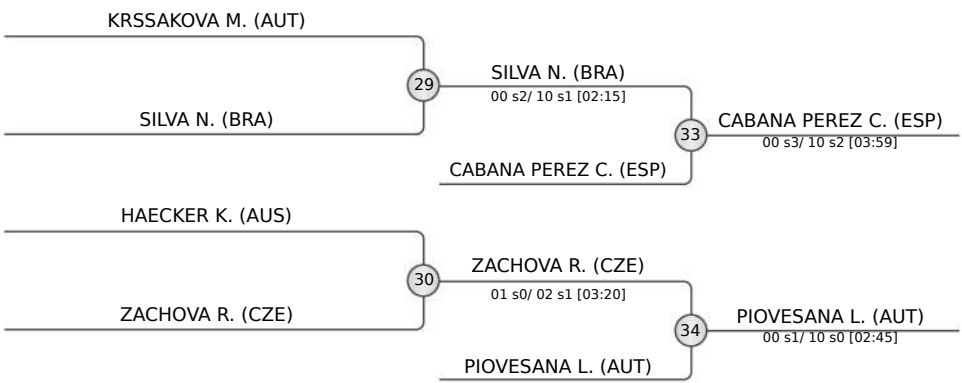 KRSSAKOVA M. (AUT)
29
SILVA N. (BRA)
00 s2/ 10 s1 [02:15]
SILVA N. (BRA)
33
CABANA PEREZ C. (ESP)
00 s3/ 10 s2 [03:59]
CABANA PEREZ C. (ESP)
HAECKER K. (AUS)
30
ZACHOVA R. (CZE)
01 s0/ 02 s1 [03:20]
ZACHOVA R. (CZE)
34
PIOVESANA L. (AUT)
00 s1/ 10 s0 [02:45]
PIOVESANA L. (AUT)